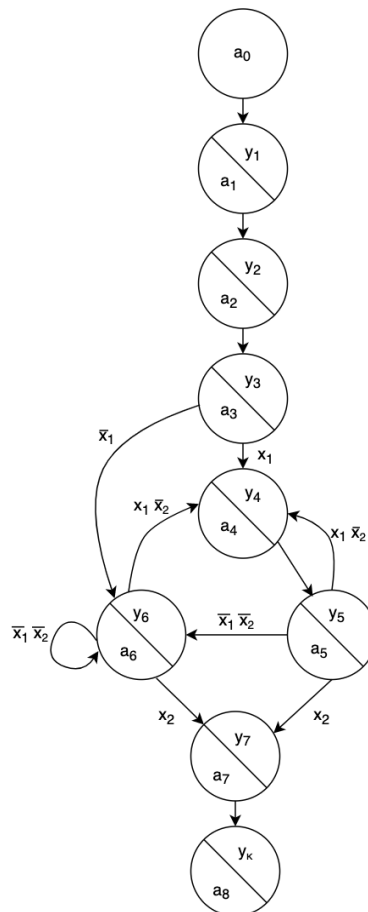 a₀
y₁
a₁
y₂
a₂
y₃
a₃
x̅₁
x₁
y₄
a₄
x₁ x̅₂
x₁ x̅₂
y₆
a₆
x̅₁ x̅₂
x̅₁ x̅₂
y₅
a₅
x₂
x₂
y₇
a₇
yₖ
a₈